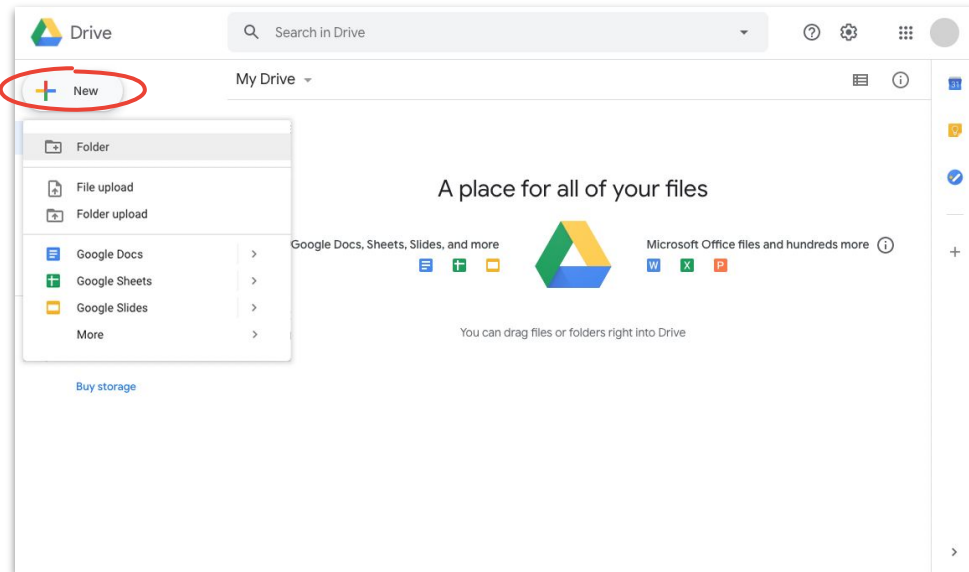 Drive
Search in Drive
New
My Drive
31
Folder
File upload
Folder upload
Google Docs
Google Sheets
Google Slides
More
Buy storage
A place for all of your files
Google Docs, Sheets, Slides, and more
Microsoft Office files and hundreds more
W X P
You can drag files or folders right into Drive